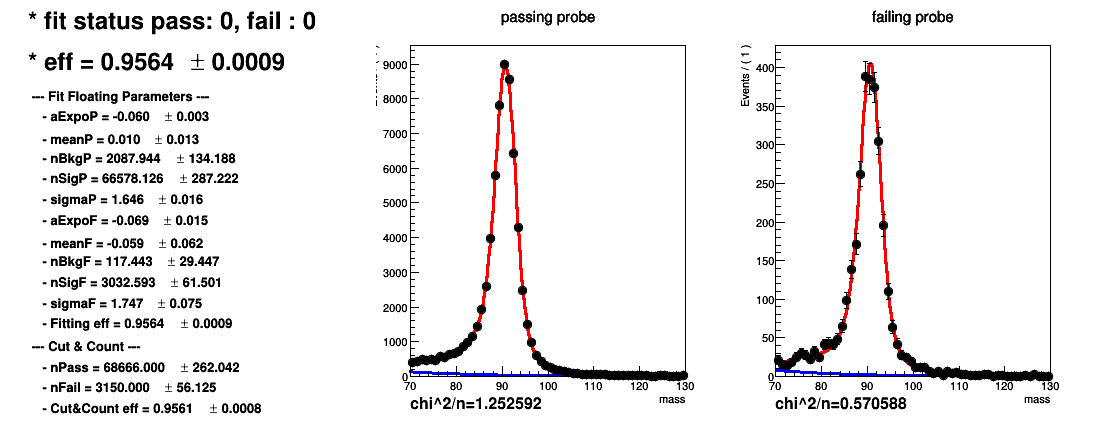 * fit status pass: 0, fail : 0
* eff = 0.9564 ± 0.0009
--- Fit Floating Parameters ---
- aExpoP = -0.060 ± 0.003
- meanP = 0.010 ± 0.013
- nBkgP = 2087.944 ± 134.188
- nSigP = 66578.126 ± 287.222
- sigmaP = 1.646 ± 0.016
- aExpoF = -0.069 ± 0.015
- meanF = -0.059 ± 0.062
- nBkgF = 117.443 ± 29.447
- nSigF = 3032.593 ± 61.501
- sigmaF = 1.747 ± 0.075
- Fitting eff = 0.9564 ± 0.0009
--- Cut & Count ---
- nPass = 68666.000 ± 262.042
- nFail = 3150.000 ± 56.125
- Cut&Count eff = 0.9561 ± 0.0008
passing probe
9000
8000
7000
6000
5000
4000
3000
2000
1000
0
70 80 90 100 110 120 130
mass
chi^2/n=1.252592
failing probe
Events / ( 1 )
400
350
300
250
200
150
100
50
0
70 80 90 100 110 120 130
mass
chi^2/n=0.570588